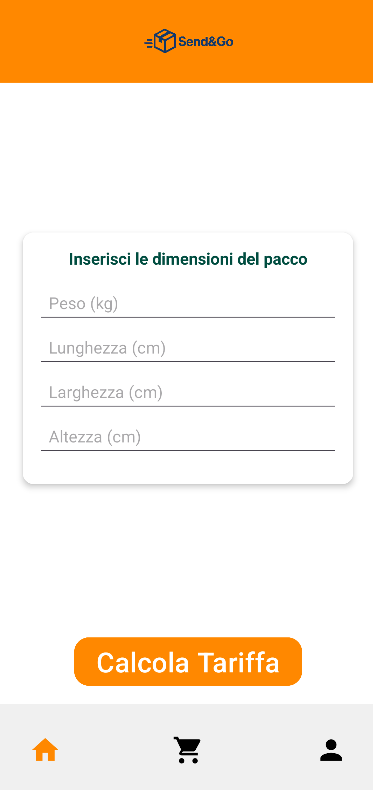 Send&Go
Inserisci le dimensioni del pacco
Peso (kg)
Lunghezza (cm)
Larghezza (cm)
Altezza (cm)
Calcola Tariffa